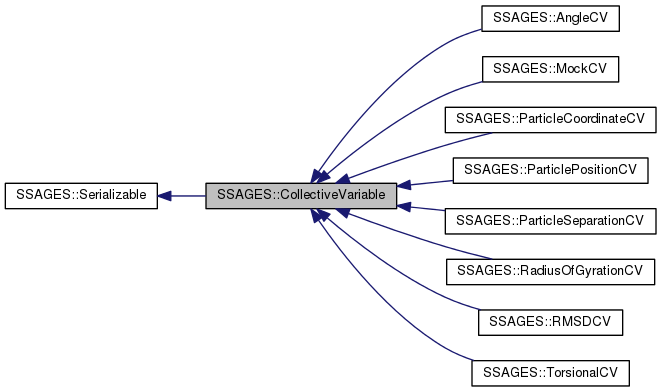 SSAGES::AngleCV
SSAGES::MockCV
SSAGES::ParticleCoordinateCV
SSAGES::ParticlePositionCV
SSAGES::Serializable
SSAGES::CollectiveVariable
SSAGES::ParticleSeparationCV
SSAGES::RadiusOfGyrationCV
SSAGES::RMSDCV
SSAGES::TorsionalCV